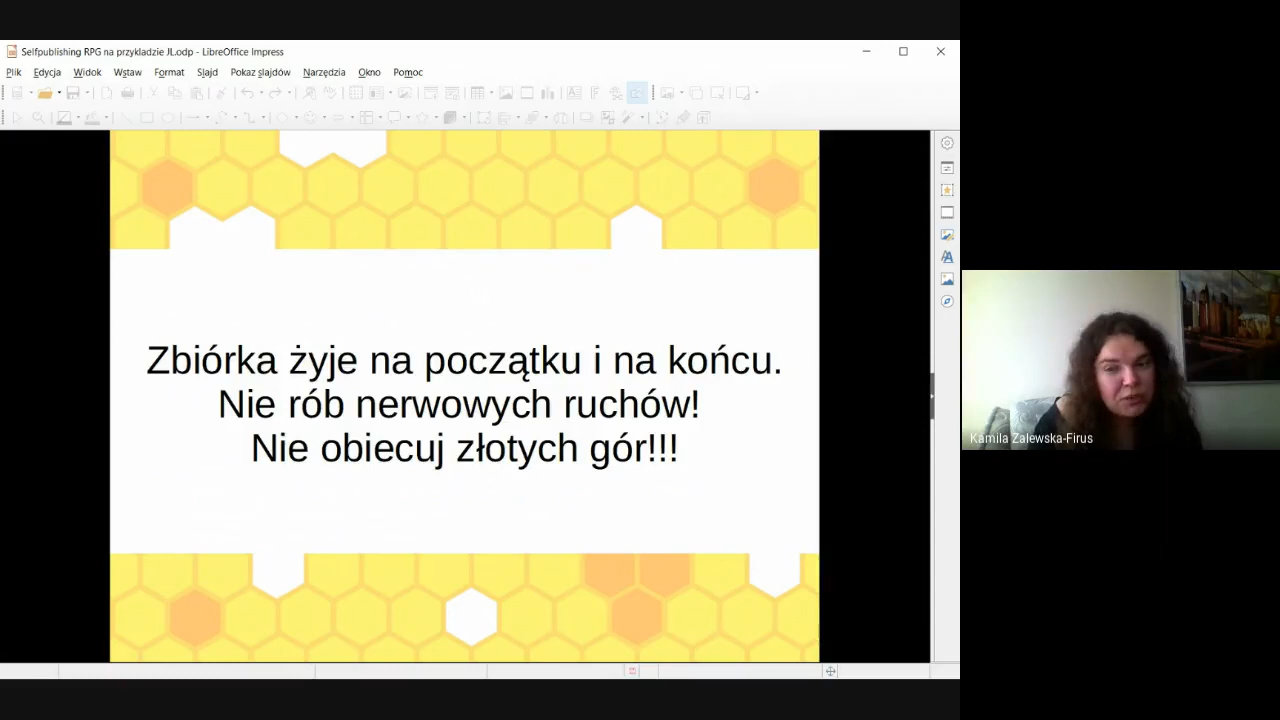 Selfpublishing RPG na przykladzie JL.odp - LibreOffice Impress
Plik Edycja Widok Wstaw Format Slajd Pokaz slajdów Narzędzia Okno Pomoc
Zbiórka żyje na początku i na końcu.
Nie rób nerwowych ruchów!
Nie obiecuj złotych gór!!!
Kamila Zalewska-Firus